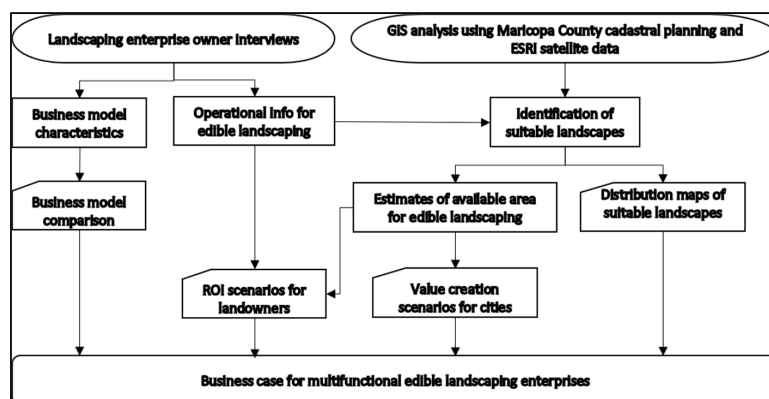 Landscaping enterprise owner interviews
GIS analysis using Maricopa County cadastral planning and
ESRI satellite data
Business model
characteristics
Operational info for
edible landscaping
Identification of
suitable landscapes
Business model
comparison
Estimates of available area
for edible landscaping
Distribution maps of
suitable landscapes
ROI scenarios for
landowners
Value creation
scenarios for cities
Business case for multifunctional edible landscaping enterprises